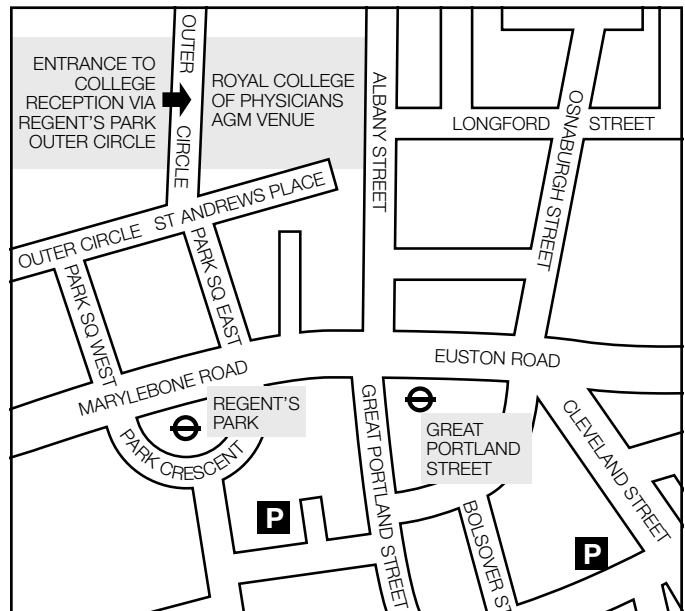 OUTER
CIRCLE
ENTRANCE TO
COLLEGE
RECEPTION VIA
REGENT'S PARK
OUTER CIRCLE
ROYAL COLLEGE
OF PHYSICIANS
AGM VENUE
ALBANY STREET
LONGFORD STREET
OSNABURGH STREET
OUTER CIRCLE ST ANDREWS PLACE
PARK SQ WEST
PARK SQ EAST
MARYLEBONE ROAD
EUSTON ROAD
REGENT'S
PARK
PARK CRESCENT
GREAT PORTLAND STREET
GREAT
PORTLAND
STREET
CLEVELAND STREET
BOLSOVER ST
P
P